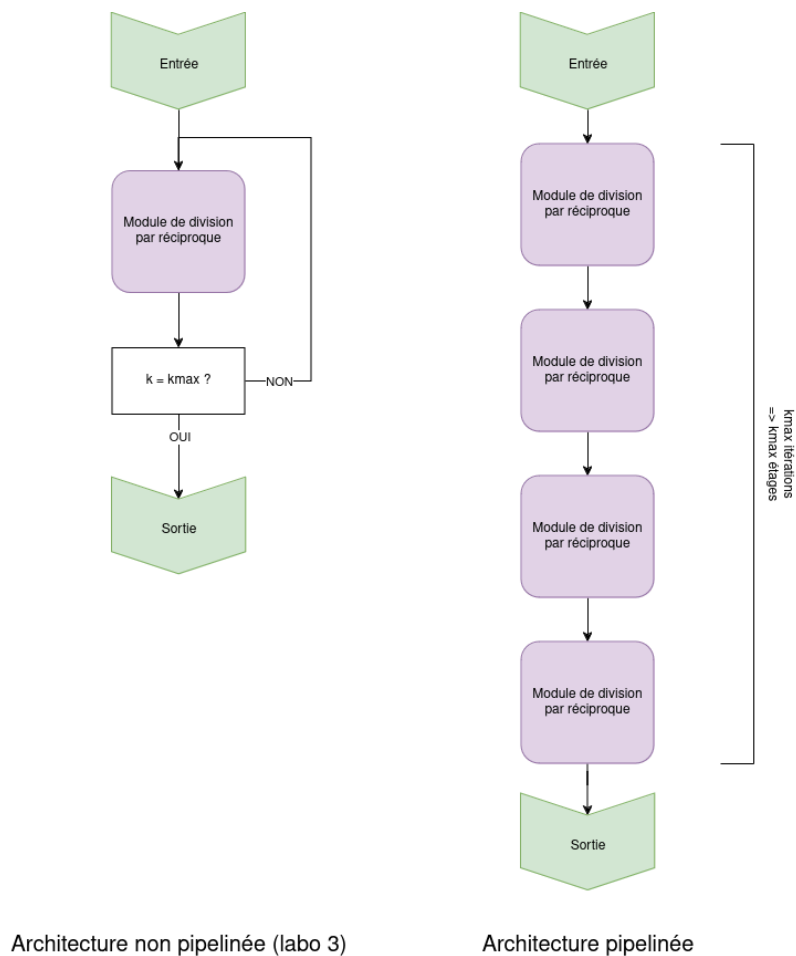 Entrée
Module de division
par réciproque
k = kmax ?
NON
OUI
Sortie
Architecture non pipelinée (labo 3)
Entrée
Module de division
par réciproque
Module de division
par réciproque
Module de division
par réciproque
Module de division
par réciproque
kmax itérations
=> kmax étages
Sortie
Architecture pipelinée